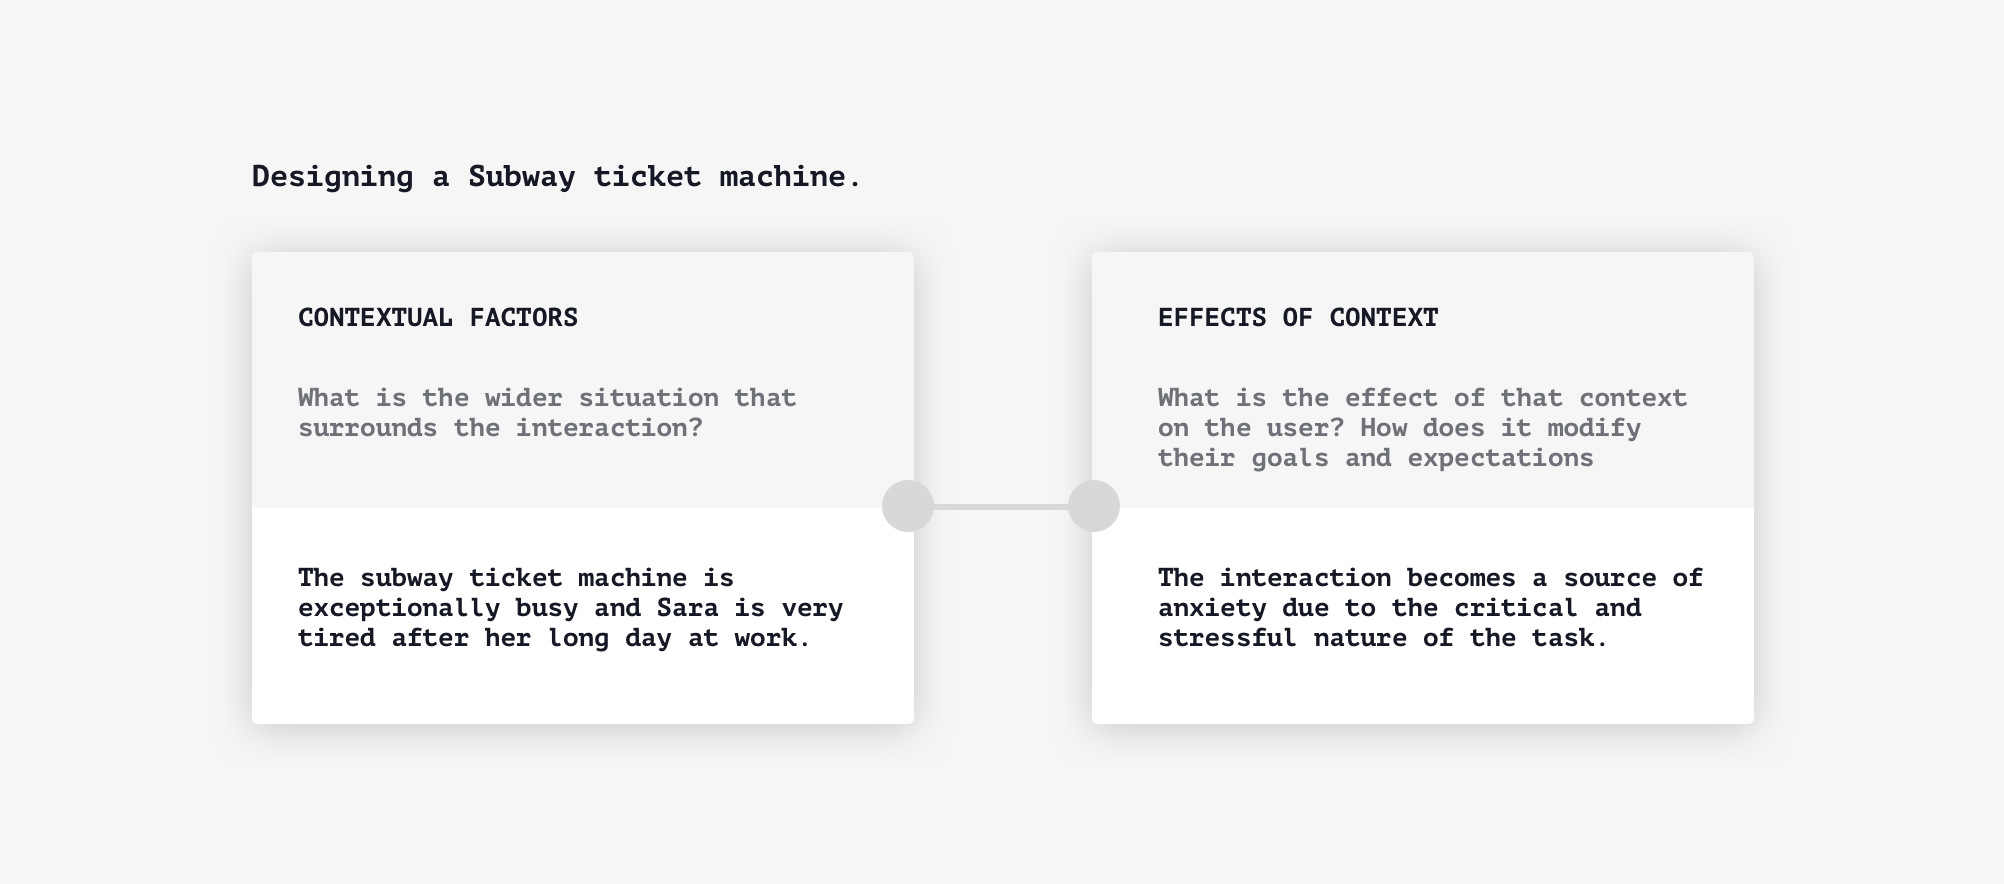 Designing a Subway ticket machine.
CONTEXTUAL FACTORS
What is the wider situation that
surrounds the interaction?
The subway ticket machine is
exceptionally busy and Sara is very
tired after her long day at work.
EFFECTS OF CONTEXT
What is the effect of that context
on the user? How does it modify
their goals and expectations
The interaction becomes a source of
anxiety due to the critical and
stressful nature of the task.